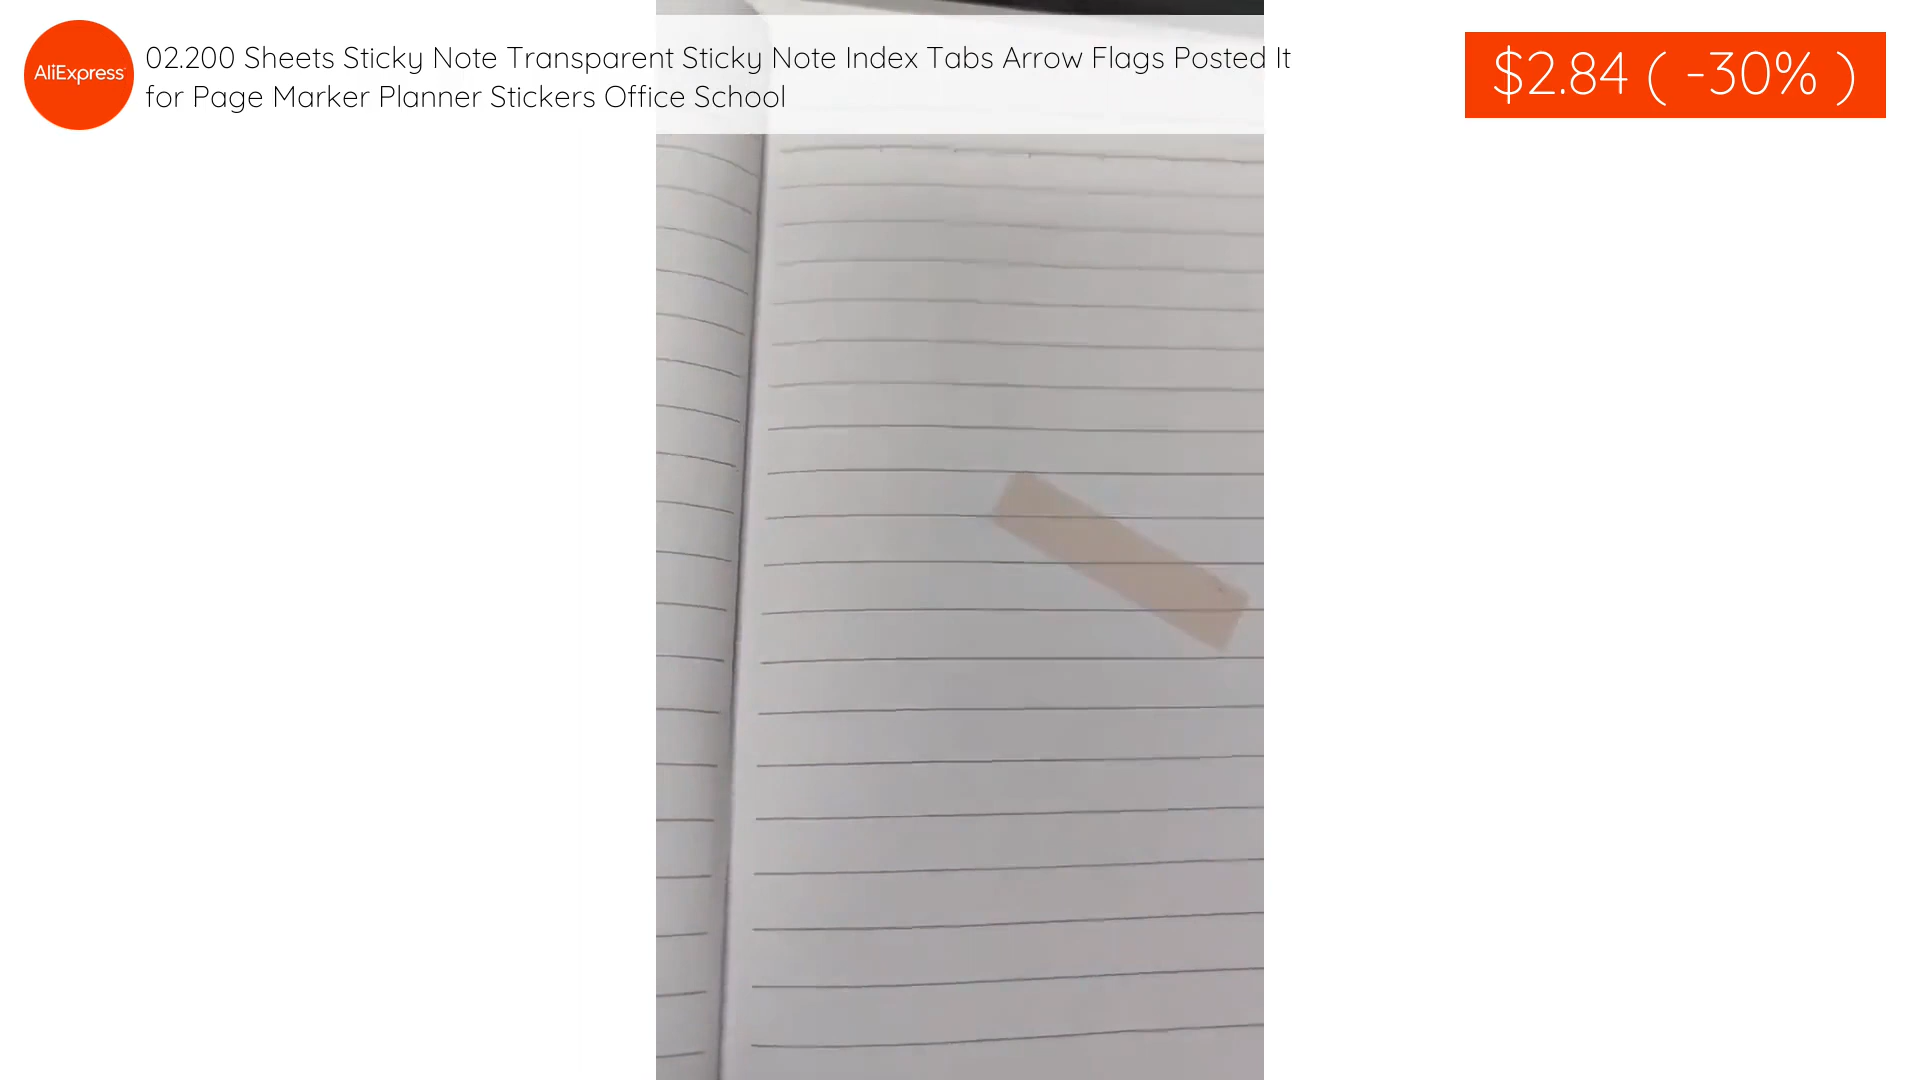 AliExpress
02.200 Sheets Sticky Note Transparent Sticky Note Index Tabs Arrow Flags Posted It
for Page Marker Planner Stickers Office School
$2.84 ( -30% )